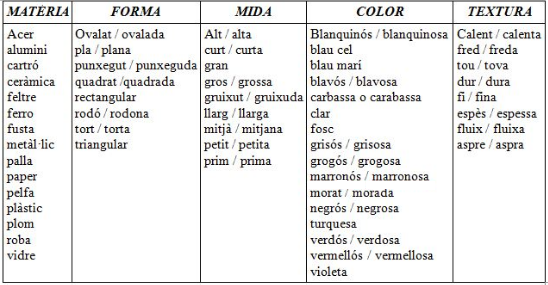 MATÈRIA FORMA MIDA COLOR TEXTURA
Acer Ovalat / ovalada Alt / alta Blanquinós / blanquinosa Calent / calenta
alumini pla / plana curt / curta blau cel fred / freda
cartró punxegut / punxeguda gran blau marí tou / tova
ceràmica quadrat /quadrada gros / grossa blavós / blavosa dur / dura
feltre rectangular gruixut / gruixuda carbassa o carabassa fi / fina
ferro rodó / rodona llarg / llarga clar espès / espessa
fusta tort / torta mitjà / mitjana fosc fluix / fluixa
metàl·lic triangular petit / petita grisós / grisosa aspre / aspra
palla prim / prima grogós / grogosa
paper marronós / marronosa
pelfa morat / morada
plàstic negrós / negrosa
plom turquesa
roba verdós / verdosa
vidre vermellós / vermellosa
violeta